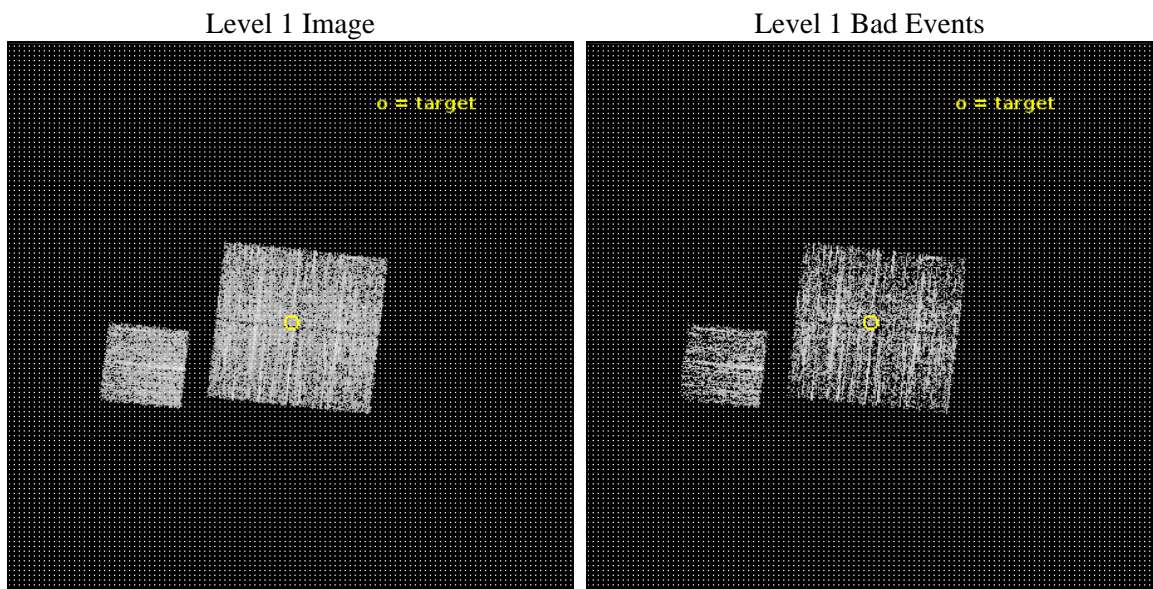 Level 1 Image
Level 1 Bad Events
o = target
o = target